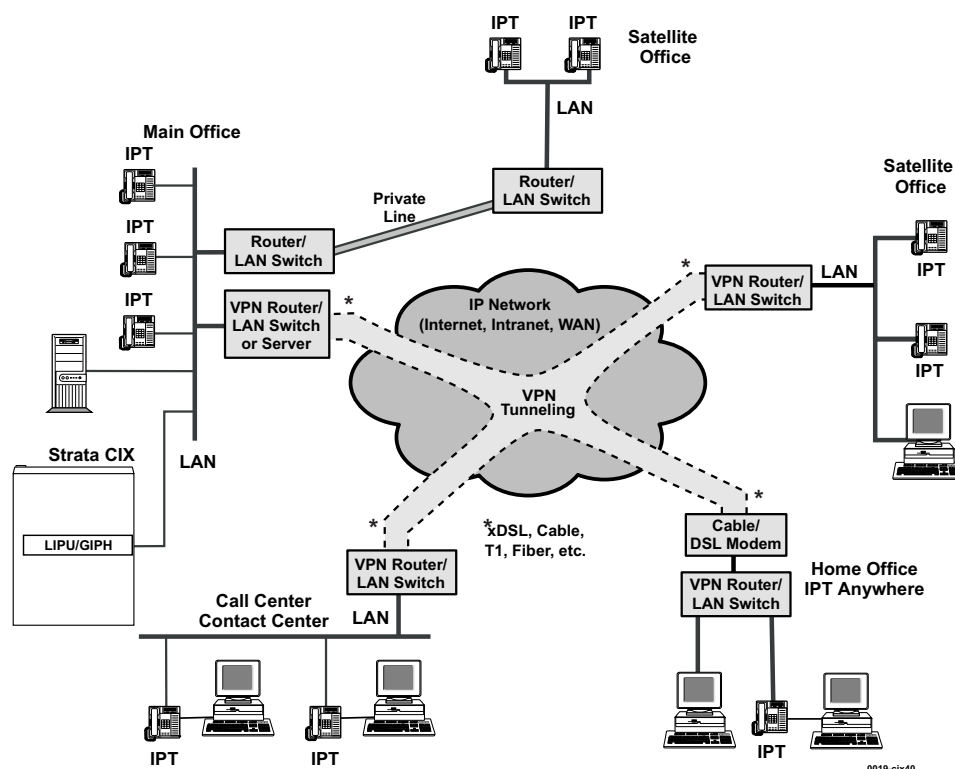 IPT
IPT
Satellite
Office
LAN
Main Office
IPT
IPT
IPT
Router/
LAN Switch
Private
Line
Router/
LAN Switch
Satellite
Office
IPT
IPT
LAN
*
VPN Router/
LAN Switch
VPN Router/
LAN Switch
or Server
*
IP Network
(Internet, Intranet, WAN)
VPN
Tunneling
LAN
Strata CIX
LIPU/GIPH
*
*
*xDSL, Cable,
T1, Fiber, etc.
VPN Router/
LAN Switch
LAN
Cable/
DSL Modem
VPN Router/
LAN Switch
Home Office
IPT Anywhere
Call Center
Contact Center
IPT
IPT
IPT
0019-cix40